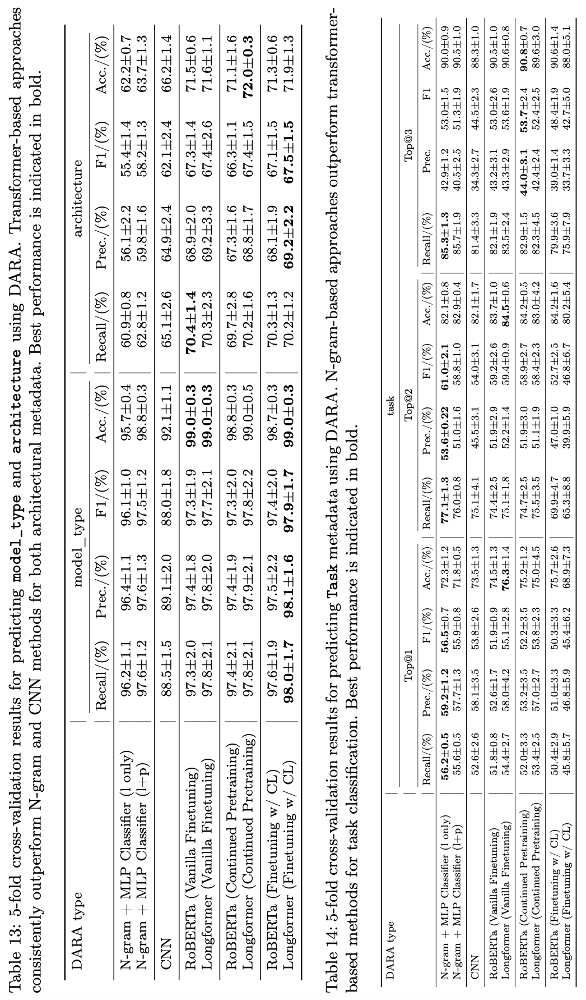 Table 13: 5-fold cross-validation results for predicting model_type and architecture using DARA. Transformer-based approaches
consistently outperform N-gram and CNN methods for both architectural metadata. Best performance is indicated in bold.
DARA type | model_type | architecture
| Recall/(%) Prec./(%) F1/(%) Acc./(%) | Recall/(%) Prec./(%) F1/(%) Acc./(%)
N-gram + MLP Classifier (l only) | 96.2±1.1 96.4±1.1 96.1±1.0 95.7±0.4 | 60.9±0.8 56.1±2.2 55.4±1.4 62.2±0.7
N-gram + MLP Classifier (l+p) | 97.6±1.2 97.6±1.3 97.5±1.2 98.8±0.3 | 62.8±1.2 59.8±1.6 58.2±1.3 63.7±1.3
CNN | 88.5±1.5 89.1±2.0 88.0±1.8 92.1±1.1 | 65.1±2.6 64.9±2.4 62.1±2.4 66.2±1.4
RoBERTa (Vanilla Finetuning) | 97.3±2.0 97.4±1.8 97.3±1.9 99.0±0.3 | 70.4±1.4 68.9±2.0 67.3±1.4 71.5±0.6
Longformer (Vanilla Finetuning) | 97.8±2.1 97.8±2.0 97.7±2.1 99.0±0.3 | 70.3±2.3 69.2±3.3 67.4±2.6 71.6±1.1
RoBERTa (Continued Pretraining) | 97.4±2.1 97.4±1.9 97.3±2.0 98.8±0.3 | 69.7±2.8 67.3±1.6 66.3±1.1 71.1±1.6
Longformer (Continued Pretraining) | 97.8±2.1 97.9±2.1 97.8±2.2 99.0±0.5 | 70.2±1.6 68.8±1.7 67.4±1.5 72.0±0.3
RoBERTa (Finetuning w/ CL) | 97.6±1.9 97.5±2.2 97.4±2.0 98.7±0.3 | 70.3±1.3 68.1±1.9 67.1±1.5 71.3±0.6
Longformer (Finetuning w/ CL) | 98.0±1.7 98.1±1.6 97.9±1.7 99.0±0.3 | 70.2±1.2 69.2±2.2 67.5±1.5 71.9±1.3
Table 14: 5-fold cross-validation results for predicting Task metadata using DARA. N-gram-based approaches outperform transformer-
based methods for task classification. Best performance is indicated in bold.
DARA type | task
| Top@1 Top@2 Top@3
| Recall/(%) Prec./(%) F1/(%) Acc./(%) | Recall/(%) Prec./(%) F1/(%) Acc./(%) | Recall/(%) Prec. F1 Acc./(%)
N-gram + MLP Classifier (l only) | 56.2±0.5 59.2±1.2 56.5±0.7 72.3±1.2 | 77.1±1.3 53.6±0.22 61.0±2.1 82.1±0.8 | 85.3±1.3 42.9±1.2 53.0±1.5 90.0±0.9
N-gram + MLP Classifier (l+p) | 55.6±0.5 57.7±1.3 55.9±0.8 71.8±0.5 | 76.0±0.8 51.0±1.6 58.8±1.0 82.9±0.4 | 85.7±1.9 40.5±2.5 51.3±1.9 90.5±1.0
CNN | 52.6±2.6 58.1±3.5 53.8±2.6 73.5±1.3 | 75.1±4.1 45.5±3.1 54.0±3.1 82.1±1.7 | 81.4±3.3 34.3±2.7 44.5±2.3 88.3±1.0
RoBERTa (Vanilla Finetuning) | 51.8±0.8 52.6±1.7 51.9±0.9 74.5±1.3 | 74.4±2.5 51.9±2.9 59.2±2.6 83.7±1.0 | 82.1±1.9 43.2±3.1 53.0±2.6 90.5±1.0
Longformer (Vanilla Finetuning) | 54.4±2.7 58.0±4.2 55.1±2.8 76.3±1.4 | 75.1±1.8 52.2±1.4 59.4±0.9 84.5±0.6 | 83.5±2.4 43.3±2.9 53.6±1.9 90.6±0.8
RoBERTa (Continued Pretraining) | 52.0±3.3 53.2±3.5 52.2±3.5 75.2±1.2 | 74.7±2.5 51.9±3.0 58.9±2.7 84.2±0.5 | 82.9±1.5 44.0±3.1 53.7±2.4 90.8±0.7
Longformer (Continued Pretraining) | 53.4±2.5 57.0±2.7 53.8±2.3 75.0±4.5 | 75.5±3.5 51.1±1.9 58.4±2.3 83.0±4.2 | 82.3±4.5 42.4±2.4 52.4±2.5 89.6±3.0
RoBERTa (Finetuning w/ CL) | 50.4±2.9 51.0±3.3 50.3±3.3 75.7±2.6 | 69.9±4.7 47.0±1.0 52.7±2.5 84.2±1.6 | 79.9±3.6 39.0±1.4 48.4±1.9 90.6±1.4
Longformer (Finetuning w/ CL) | 45.8±5.7 46.8±5.9 45.4±6.2 68.9±7.3 | 65.3±8.8 39.9±5.9 46.8±6.7 80.2±5.4 | 75.9±7.9 33.7±3.3 42.7±5.0 88.0±5.1